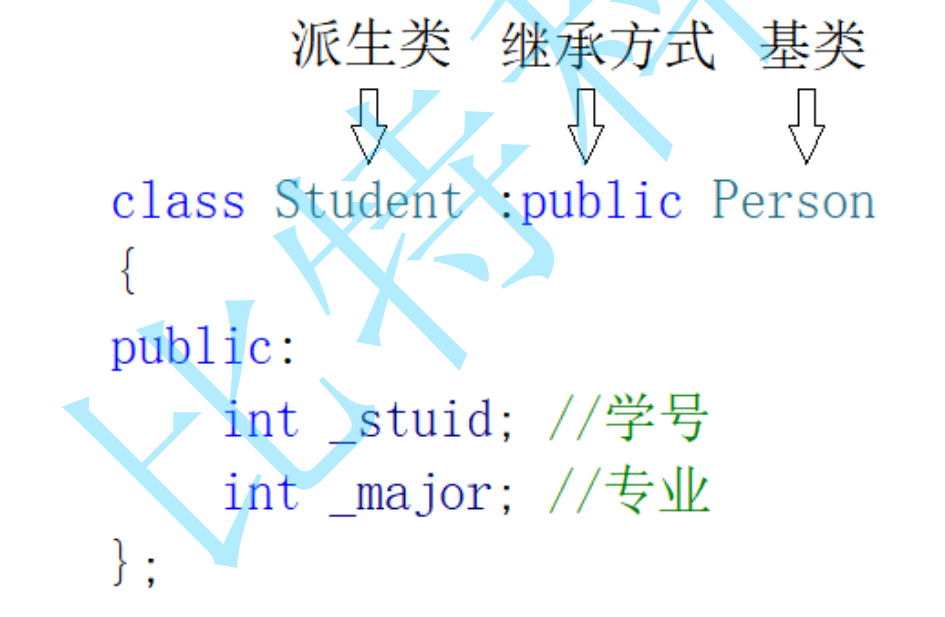 派生类 继承方式 基类
class Student :public Person
{
public:
int _stuid; //学号
int _major; //专业
};
比特科